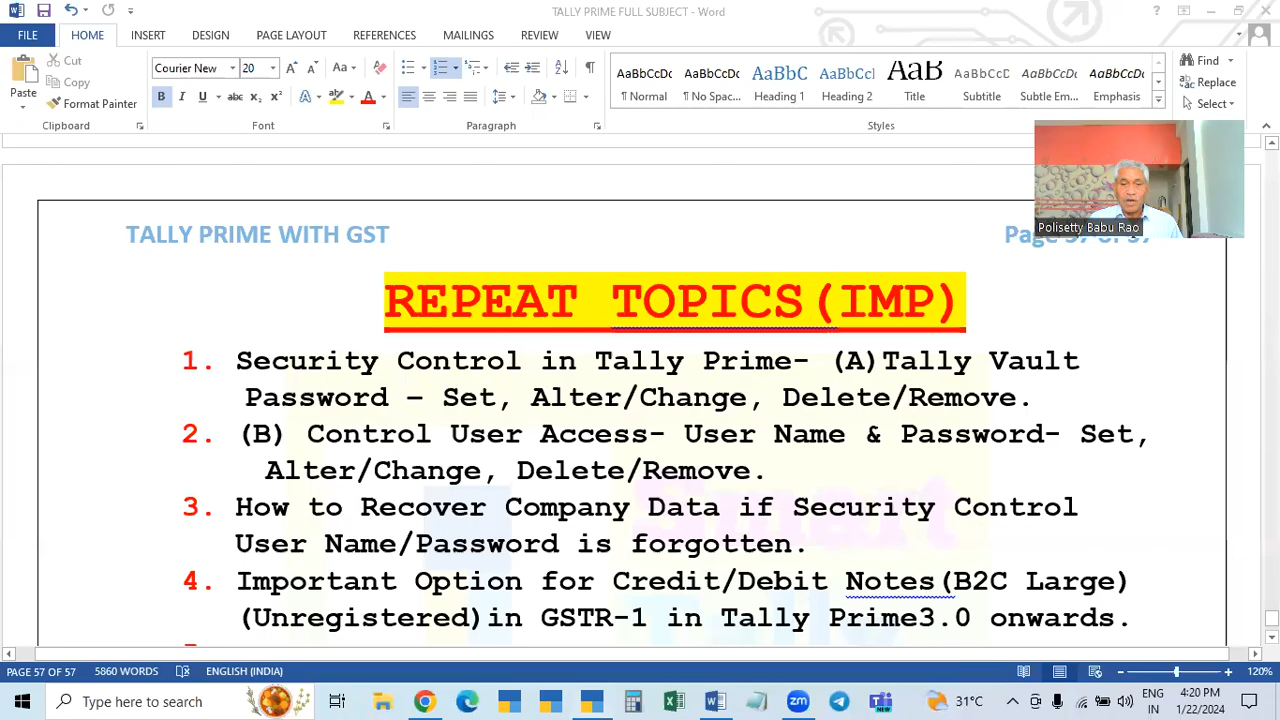 TALLY PRIME FULL SUBJECT - Word
FILE HOME INSERT DESIGN PAGE LAYOUT REFERENCES MAILINGS REVIEW VIEW
Paste
Cut
Copy
Format Painter
Clipboard
Courier New 20
Font
Paragraph
AaBbCcDc AaBbCcDc AaBbC AaBbCc AaB AaBbCcD AaBbCcDc AaBbCcDc
¶ Normal ¶ No Spac... Heading 1 Heading 2 Title Subtitle Subtle Em... Emphasis
Styles
Find
Replace
Select
Polisetty Babu Rao
TALLY PRIME WITH GST Page 57 of 57
REPEAT TOPICS(IMP)
1. Security Control in Tally Prime- (A)Tally Vault
Password – Set, Alter/Change, Delete/Remove.
2. (B) Control User Access- User Name & Password- Set,
Alter/Change, Delete/Remove.
3. How to Recover Company Data if Security Control
User Name/Password is forgotten.
4. Important Option for Credit/Debit Notes(B2C Large)
(Unregistered)in GSTR-1 in Tally Prime3.0 onwards.
PAGE 57 OF 57 5860 WORDS ENGLISH (INDIA) 120%
Type here to search 31°C ENG 4:20 PM
IN 1/22/2024